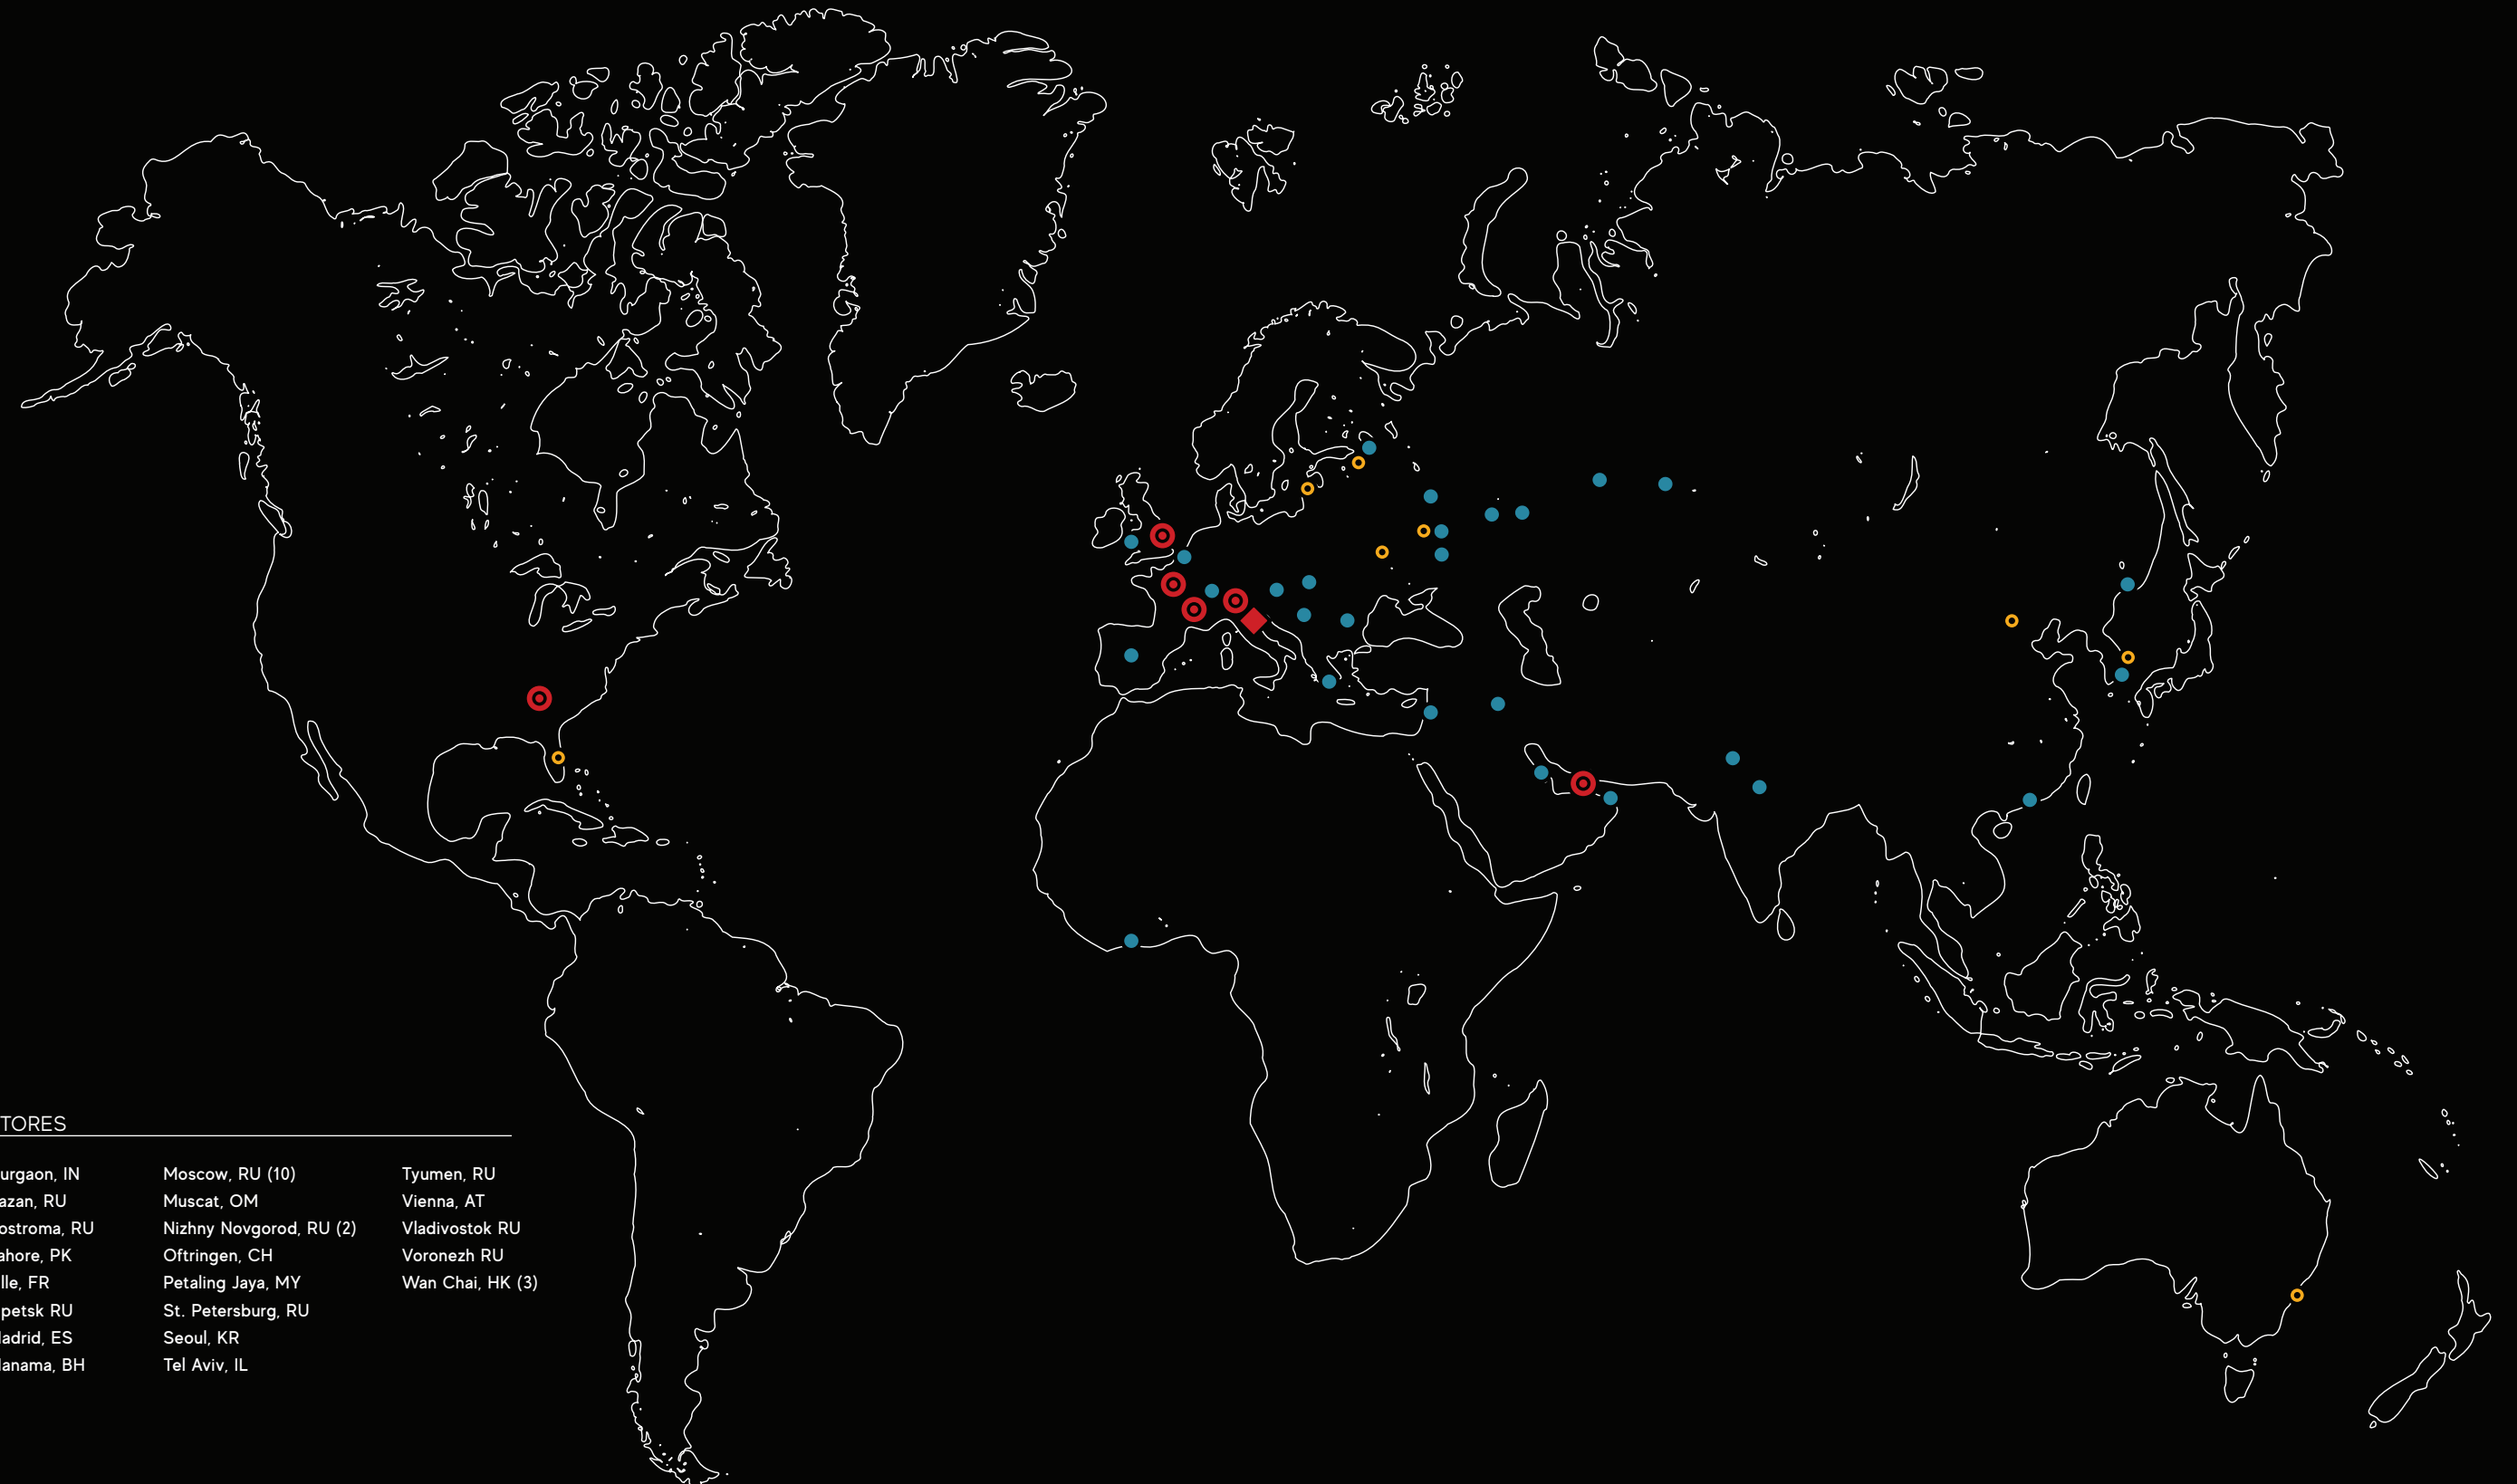 TORES
urgaon, IN
azan, RU
ostroma, RU
ahore, PK
lle, FR
petsk RU
adrid, ES
anama, BH
Moscow, RU (10)
Muscat, OM
Nizhny Novgorod, RU (2)
Oftringen, CH
Petaling Jaya, MY
St. Petersburg, RU
Seoul, KR
Tel Aviv, IL
Tyumen, RU
Vienna, AT
Vladivostok RU
Voronezh RU
Wan Chai, HK (3)